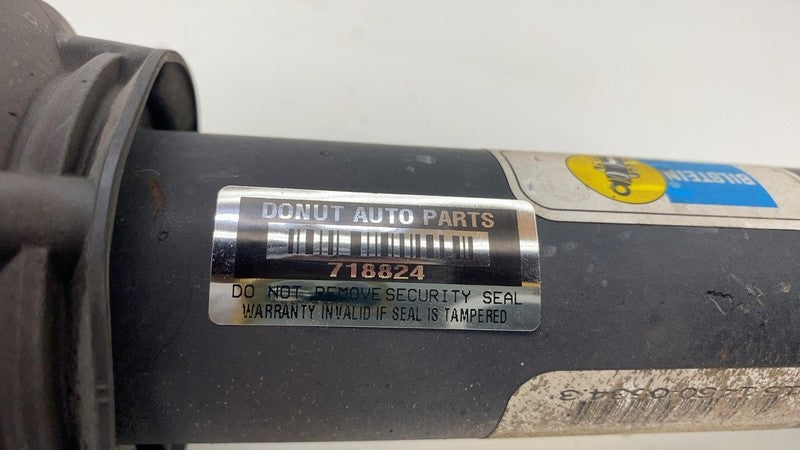 DONUT AUTO PARTS
718824
DO NOT REMOVE SECURITY SEAL
WARRANTY INVALID IF SEAL IS TAMPERED
BILSTEIN®